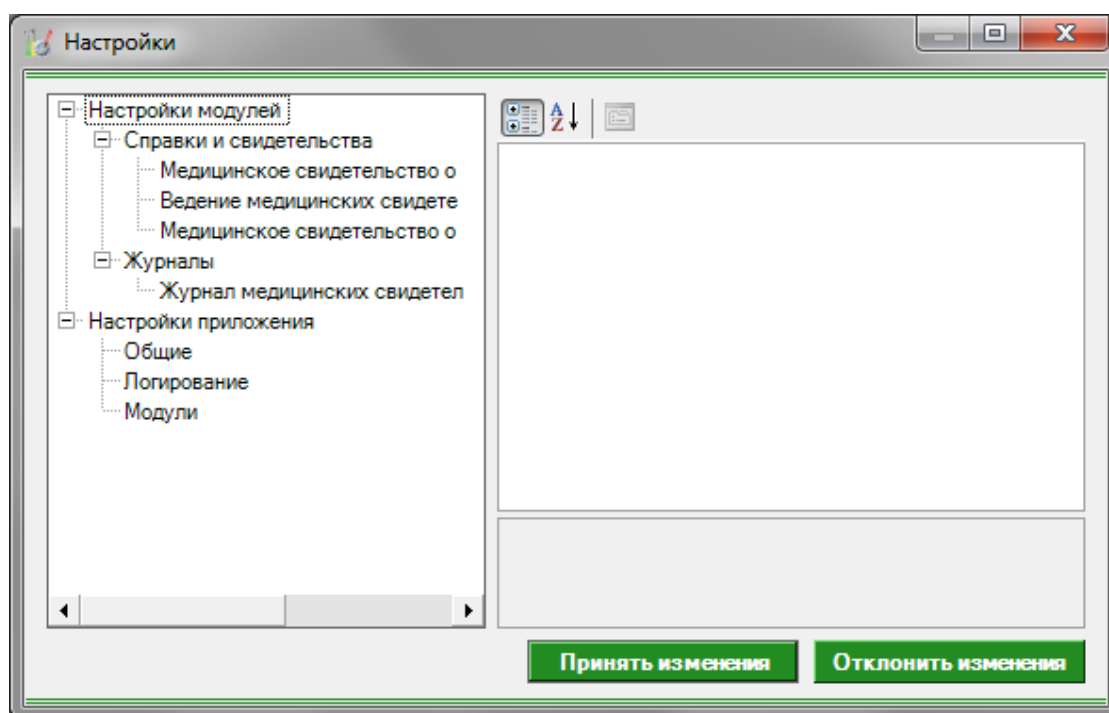 Настройки
Настройки модулей
Справки и свидетельства
Медицинское свидетельство о
Ведение медицинских свидете
Медицинское свидетельство о
Журналы
Журнал медицинских свидетел
Настройки приложения
Общие
Логирование
Модули
Принять изменения
Отклонить изменения